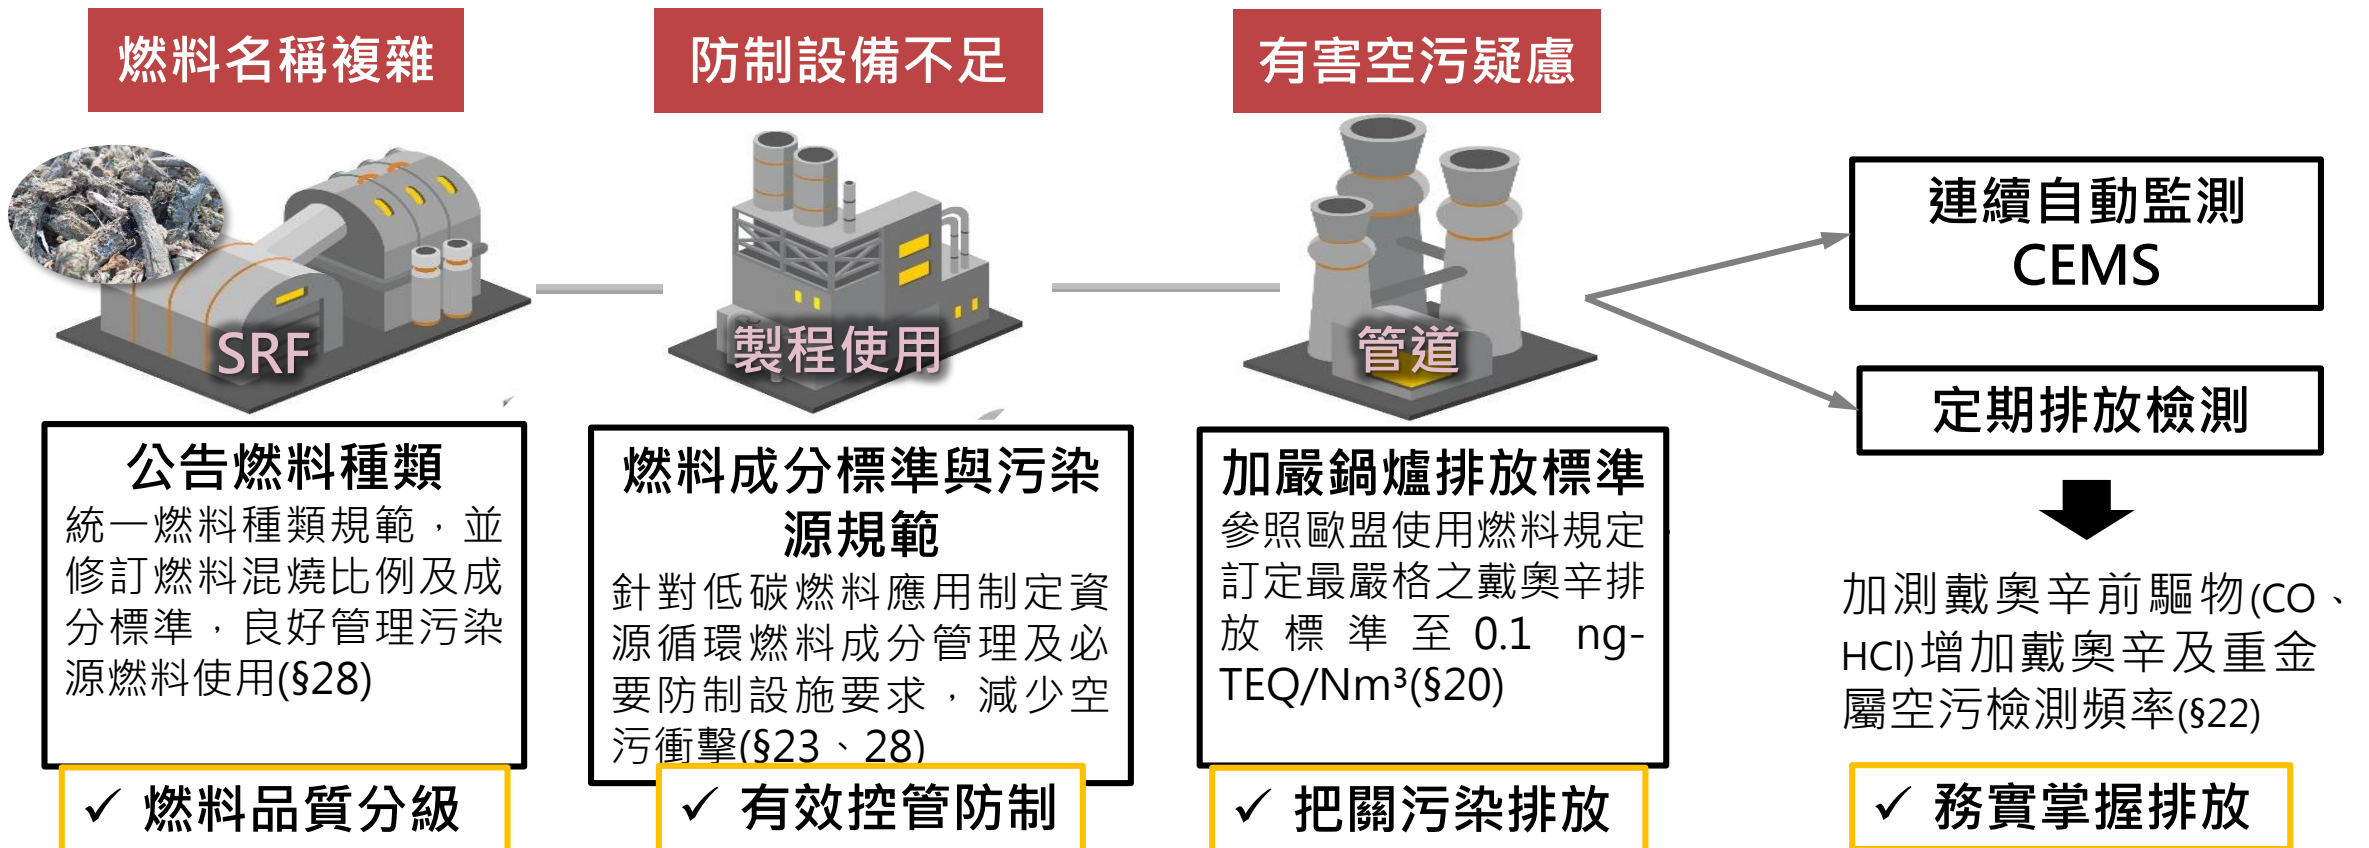 燃料名稱複雜
SRF
公告燃料種類
統一燃料種類規範，並
修訂燃料混燒比例及成
分標準，良好管理污染
源燃料使用(§28)
✓ 燃料品質分級
防制設備不足
製程使用
燃料成分標準與污染
源規範
針對低碳燃料應用制定資
源循環燃料成分管理及必
要防制設施要求，減少空
污衝擊(§23、28)
✓ 有效控管防制
有害空污疑慮
管道
加嚴鍋爐排放標準
參照歐盟使用燃料規定
訂定最嚴格之戴奧辛排
放標準至0.1 ng-
TEQ/Nm³(§20)
✓ 把關污染排放
連續自動監測
CEMS
定期排放檢測
加測戴奧辛前驅物(CO、
HCl)增加戴奧辛及重金
屬空污檢測頻率(§22)
✓ 務實掌握排放